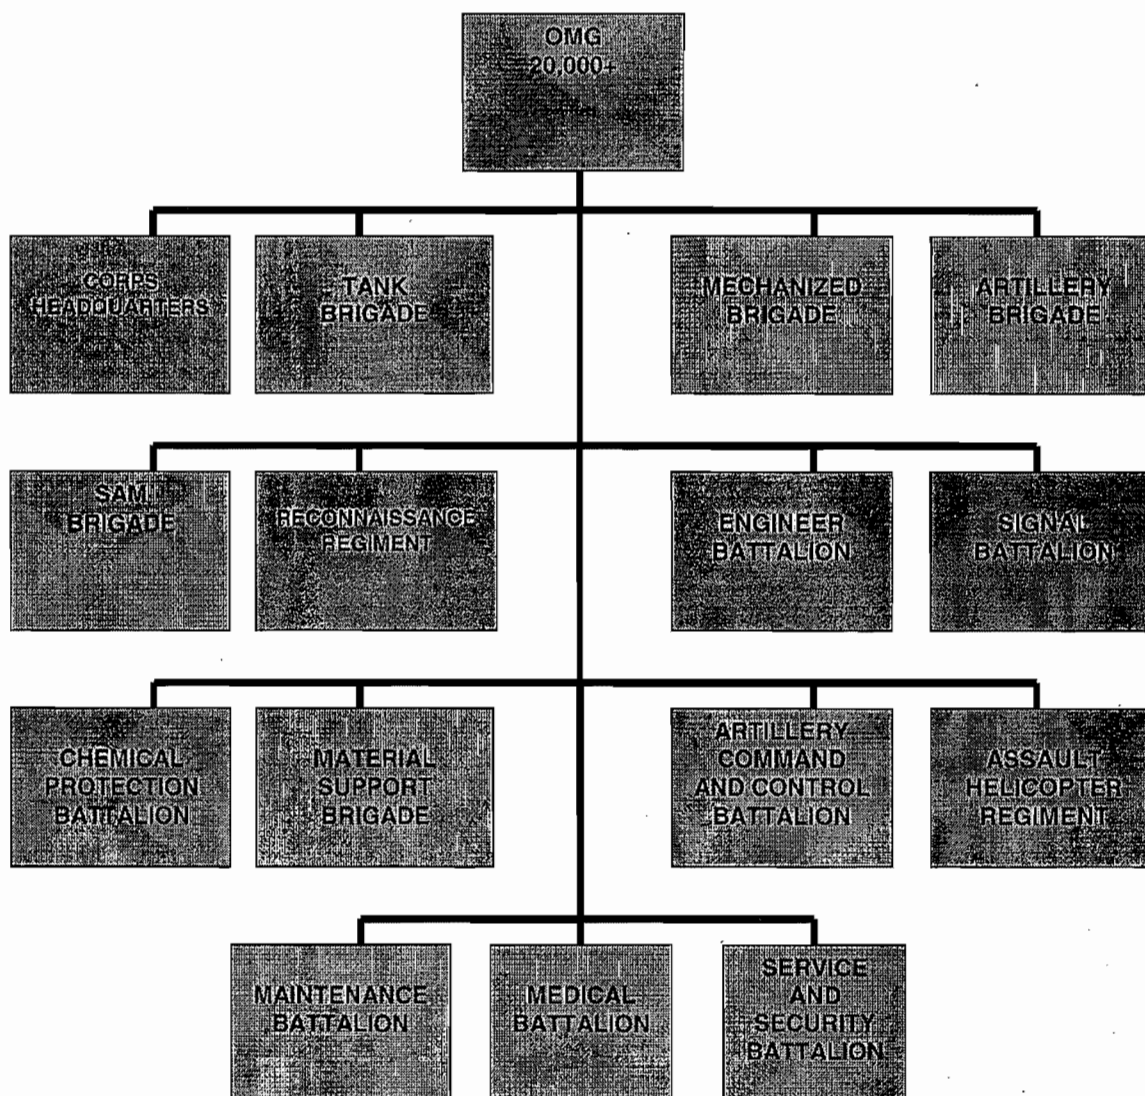 OMG
20,000+
CORPS
HEADQUARTERS
TANK
BRIGADE
MECHANIZED
BRIGADE
ARTILLERY
BRIGADE
SAM
BRIGADE
RECONNAISSANCE
REGIMENT
ENGINEER
BATTALION
SIGNAL
BATTALION
CHEMICAL
PROTECTION
BATTALION
MATERIAL
SUPPORT
BRIGADE
ARTILLERY
COMMAND
AND CONTROL
BATTALION
ASSAULT
HELICOPTER
REGIMENT
MAINTENANCE
BATTALION
MEDICAL
BATTALION
SERVICE
AND
SECURITY
BATTALION